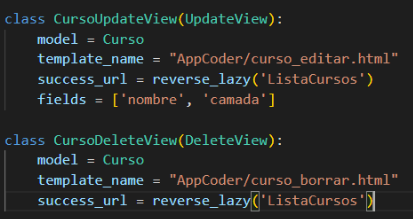 class CursoUpdateView(UpdateView):
    model = Curso
    template_name = "AppCoder/curso_editar.html"
    success_url = reverse_lazy('ListaCursos')
    fields = ['nombre', 'camada']

class CursoDeleteView(DeleteView):
    model = Curso
    template_name = "AppCoder/curso_borrar.html"
    success_url = reverse_lazy('ListaCursos')